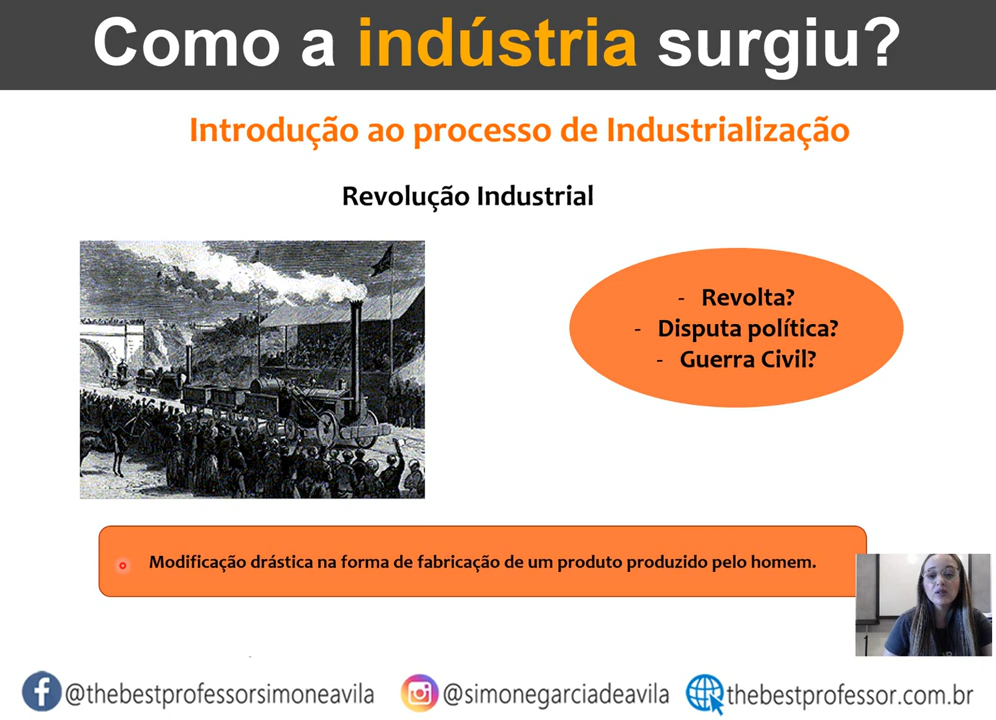 Como a indústria surgiu?
Introdução ao processo de Industrialização
Revolução Industrial
- Revolta?
- Disputa política?
- Guerra Civil?
Modificação drástica na forma de fabricação de um produto produzido pelo homem.
@thebestprofessorsimoneavila @simonegarciadeavila thebestprofessor.com.br